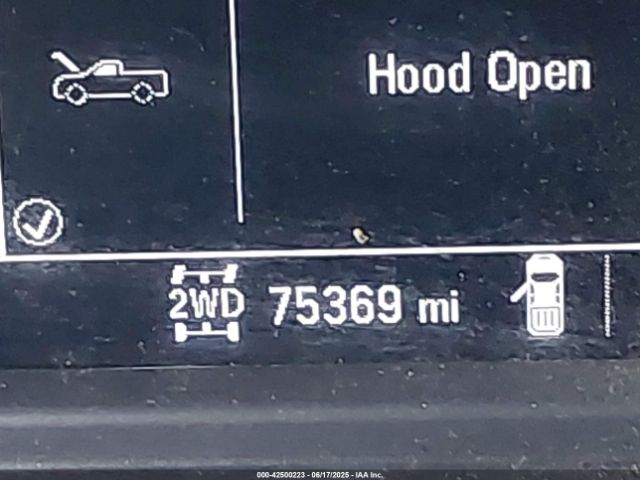 Hood Open
2WD 75369 mi
000-42500223 - 06/17/2025 - IAA Inc.